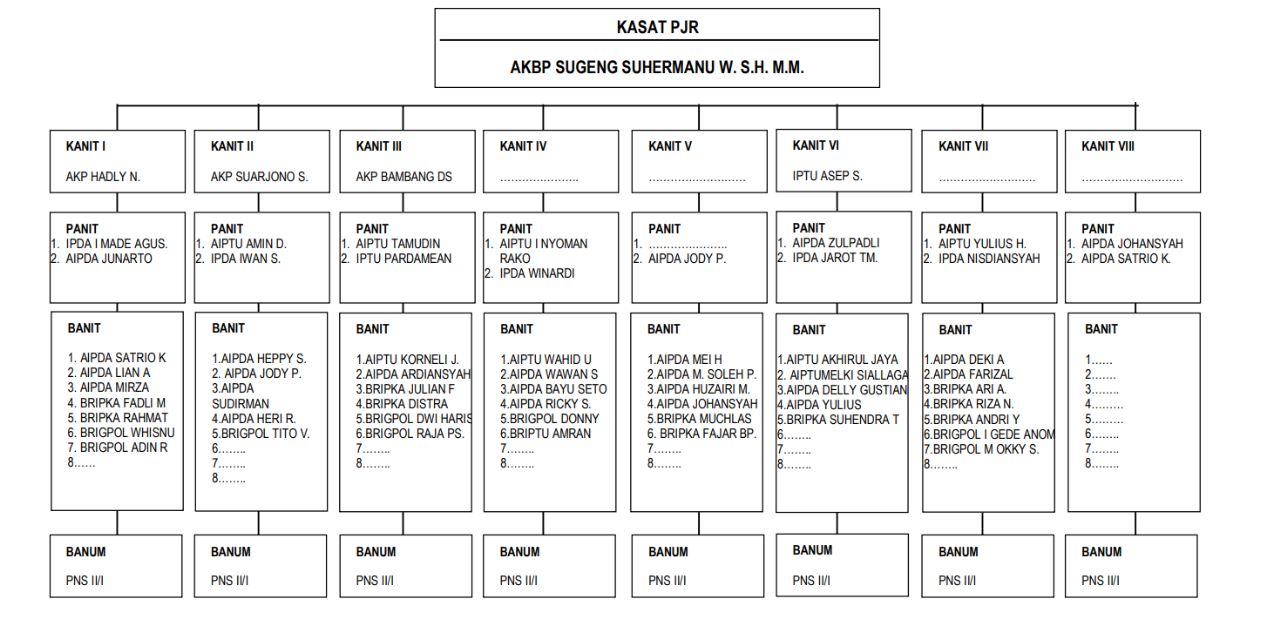 KASAT PJR
AKBP SUGENG SUHERMANU W. S.H. M.M.
KANIT I
AKP HADLY N.
KANIT II
AKP SUARJONO S.
KANIT III
AKP BAMBANG DS
KANIT IV
......................
KANIT V
...........................
KANIT VI
IPTU ASEP S.
KANIT VII
...........................
KANIT VIII
............................
PANIT
1. IPDA I MADE AGUS.
2. AIPDA JUNARTO
PANIT
1. AIPTU AMIN D.
2. IPDA IWAN S.
PANIT
1. AIPTU TAMUDIN
2. IPTU PARDAMEAN
PANIT
1. AIPTU I NYOMAN
RAKO
2. IPDA WINARDI
PANIT
1. ......................
2. AIPDA JODY P.
PANIT
1. AIPDA ZULPADLI
2. IPDA JAROT TM.
PANIT
1. AIPTU YULIUS H.
2. IPDA NISDIANSYAH
PANIT
1. AIPDA JOHANSYAH
2. AIPDA SATRIO K.
BANIT
1. AIPDA SATRIO K
2. AIPDA LIAN A
3. AIPDA MIRZA
4. BRIPKA FADLI M
5. BRIPKA RAHMAT
6. BRIGPOL WHISNU
7. BRIGPOL ADIN R
8......
BANIT
1.AIPDA HEPPY S.
2. AIPDA JODY P.
3.AIPDA
SUDIRMAN
4.AIPDA HERI R.
5.BRIGPOL TITO V.
6........
7........
8........
BANIT
1.AIPTU KORNELI J.
2.AIPDA ARDIANSYAH
3.BRIPKA JULIAN F
4.BRIPKA DISTRA
5.BRIGPOL DWI HARIS
6.BRIGPOL RAJA PS.
7........
8........
BANIT
1.AIPTU WAHID U
2.AIPDA WAWAN S
3.AIPDA BAYU SETO
4.AIPDA RICKY S.
5.BRIGPOL DONNY
6.BRIPTU AMRAN
7........
8........
BANIT
1.AIPDA MEI H
2.AIPDA M. SOLEH P.
3.AIPDA HUZAIRI M.
4.AIPDA JOHANSYAH
5.BRIPKA MUCHLAS
6. BRIPKA FAJAR BP.
7........
8........
BANIT
1.AIPTU AKHIRUL JAYA
2. AIPTUMELKI SIALLAGA
3.AIPDA DELLY GUSTIAN
4.AIPDA YULIUS
5.BRIPKA SUHENDRA T
6........
7........
8........
BANIT
1.AIPDA DEKI A
2.AIPDA FARIZAL
3.BRIPKA ARI A.
4.BRIPKA RIZA N.
5.BRIPKA ANDRI Y
6.BRIGPOL I GEDE ANOM
7.BRIGPOL M OKKY S.
8........
BANIT
1......
2.......
3.......
4.........
5.........
6........
7........
8........
BANUM
PNS II/I
BANUM
PNS II/I
BANUM
PNS II/I
BANUM
PNS II/I
BANUM
PNS II/I
BANUM
PNS II/I
BANUM
PNS II/I
BANUM
PNS II/I